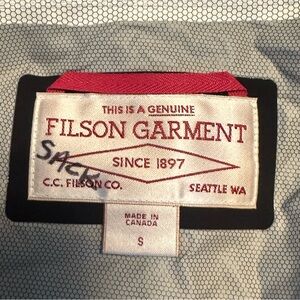 THIS IS A GENUINE
FILSON GARMENT
SINCE 1897
SACK
C.C. FILSON CO.
SEATTLE WA
MADE IN
CANADA
S